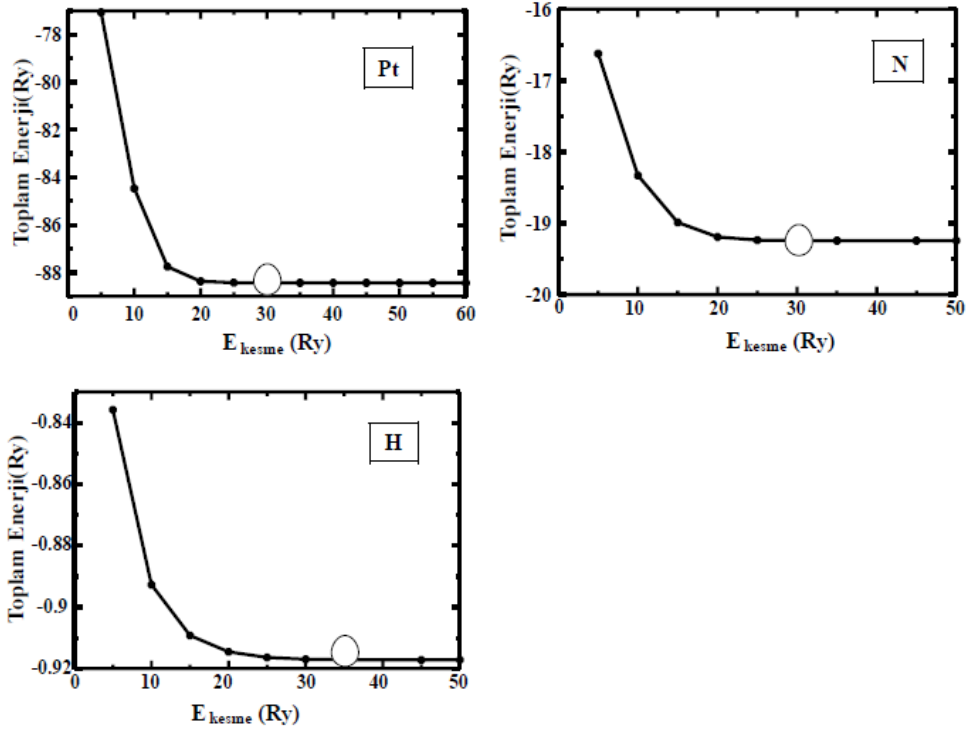 Toplam Enerji(Ry)
-78
-80
-82
-84
-86
-88
Pt
0 10 20 30 40 50 60
E kesme (Ry)
Toplam Enerji(Ry)
-16
-17
-18
-19
-20
N
0 10 20 30 40 50
E kesme (Ry)
Toplam Enerji(Ry)
-0.84
-0.86
-0.88
-0.9
-0.92
H
0 10 20 30 40 50
E kesme (Ry)